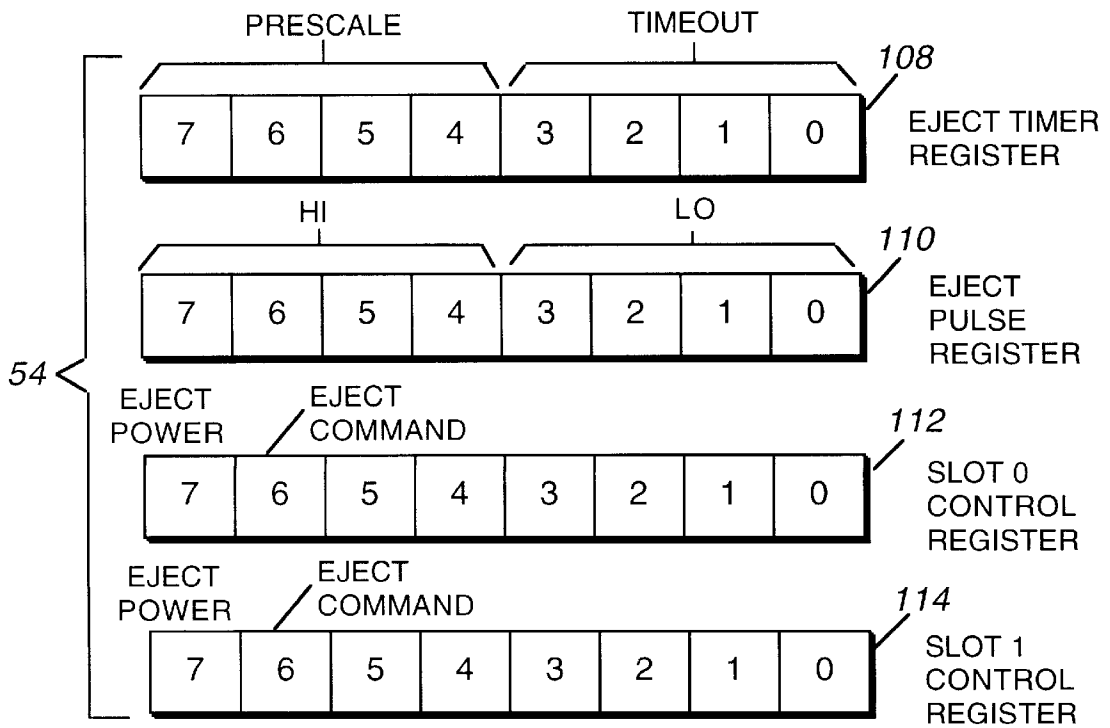 PRESCALE TIMEOUT
108
7 6 5 4 3 2 1 0
EJECT TIMER
REGISTER
HI LO
110
7 6 5 4 3 2 1 0
EJECT
PULSE
REGISTER
54
EJECT
POWER
EJECT
COMMAND
112
7 6 5 4 3 2 1 0
SLOT 0
CONTROL
REGISTER
EJECT
POWER
EJECT
COMMAND
114
7 6 5 4 3 2 1 0
SLOT 1
CONTROL
REGISTER